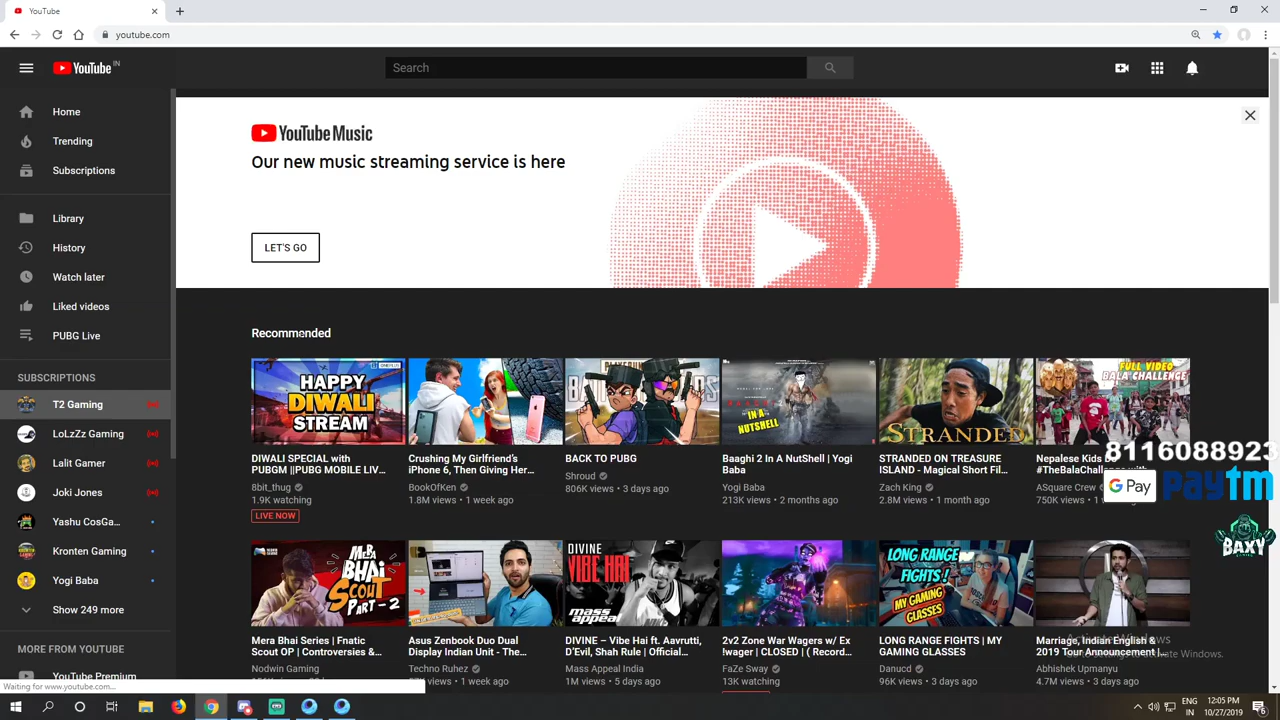 YouTube
youtube.com
YouTube IN
Search
Home
Trending
Subscriptions
Library
History
Watch later
Liked videos
PUBG Live
SUBSCRIPTIONS
T2 Gaming
LoLzZz Gaming
Lalit Gamer
Joki Jones
Yashu CosGa...
Kronten Gaming
Yogi Baba
Show 249 more
MORE FROM YOUTUBE
YouTube Premium
Waiting for www.youtube.com...
YouTube Music
Our new music streaming service is here
LET'S GO
Recommended
HAPPY
DIWALI
STREAM
DIWALI SPECIAL with
PUBGM ||PUBG MOBILE LIV...
8bit_thug
1.9K watching
LIVE NOW
Crushing My Girlfriend's
iPhone 6, Then Giving Her...
BookOfKen
1.8M views • 1 week ago
BACK TO PUBG
Shroud
806K views • 3 days ago
IN A
NUTSHELL
Baaghi 2 In A NutShell | Yogi
Baba
Yogi Baba
213K views • 2 months ago
STRANDED
STRANDED ON TREASURE
ISLAND - Magical Short Fil...
Zach King
2.8M views • 1 month ago
FULL VIDEO
BALA CHALLENGE
Nepalese Kids Do
#TheBalaChallenge with
ASquare Crew
750K views
8116088923
G Pay
paytm
BAXY
MERA
BHAI
SCOUT
PART-2
Mera Bhai Series | Fnatic
Scout OP | Controversies &...
Nodwin Gaming
Asus Zenbook Duo Dual
Display Indian Unit - The...
Techno Ruhez
1 week ago
DIVINE
VIBE HAI
mass
appeal
DIVINE – Vibe Hai ft. Aavrutti,
D'Evil, Shah Rule | Official...
Mass Appeal India
1M views • 5 days ago
2v2 Zone War Wagers w/ Ex
!wager | CLOSED | ( Record...
FaZe Sway
13K watching
LONG RANGE
FIGHTS !
MY GAMING
GLASSES
LONG RANGE FIGHTS | MY
GAMING GLASSES
Danucd
96K views • 3 days ago
Marriage, Indian English &
2019 Tour Announcement |...
Abhishek Upmanyu
4.7M views • 3 days ago
Activate Windows
ENG
IN
12:05 PM
10/27/2019
6